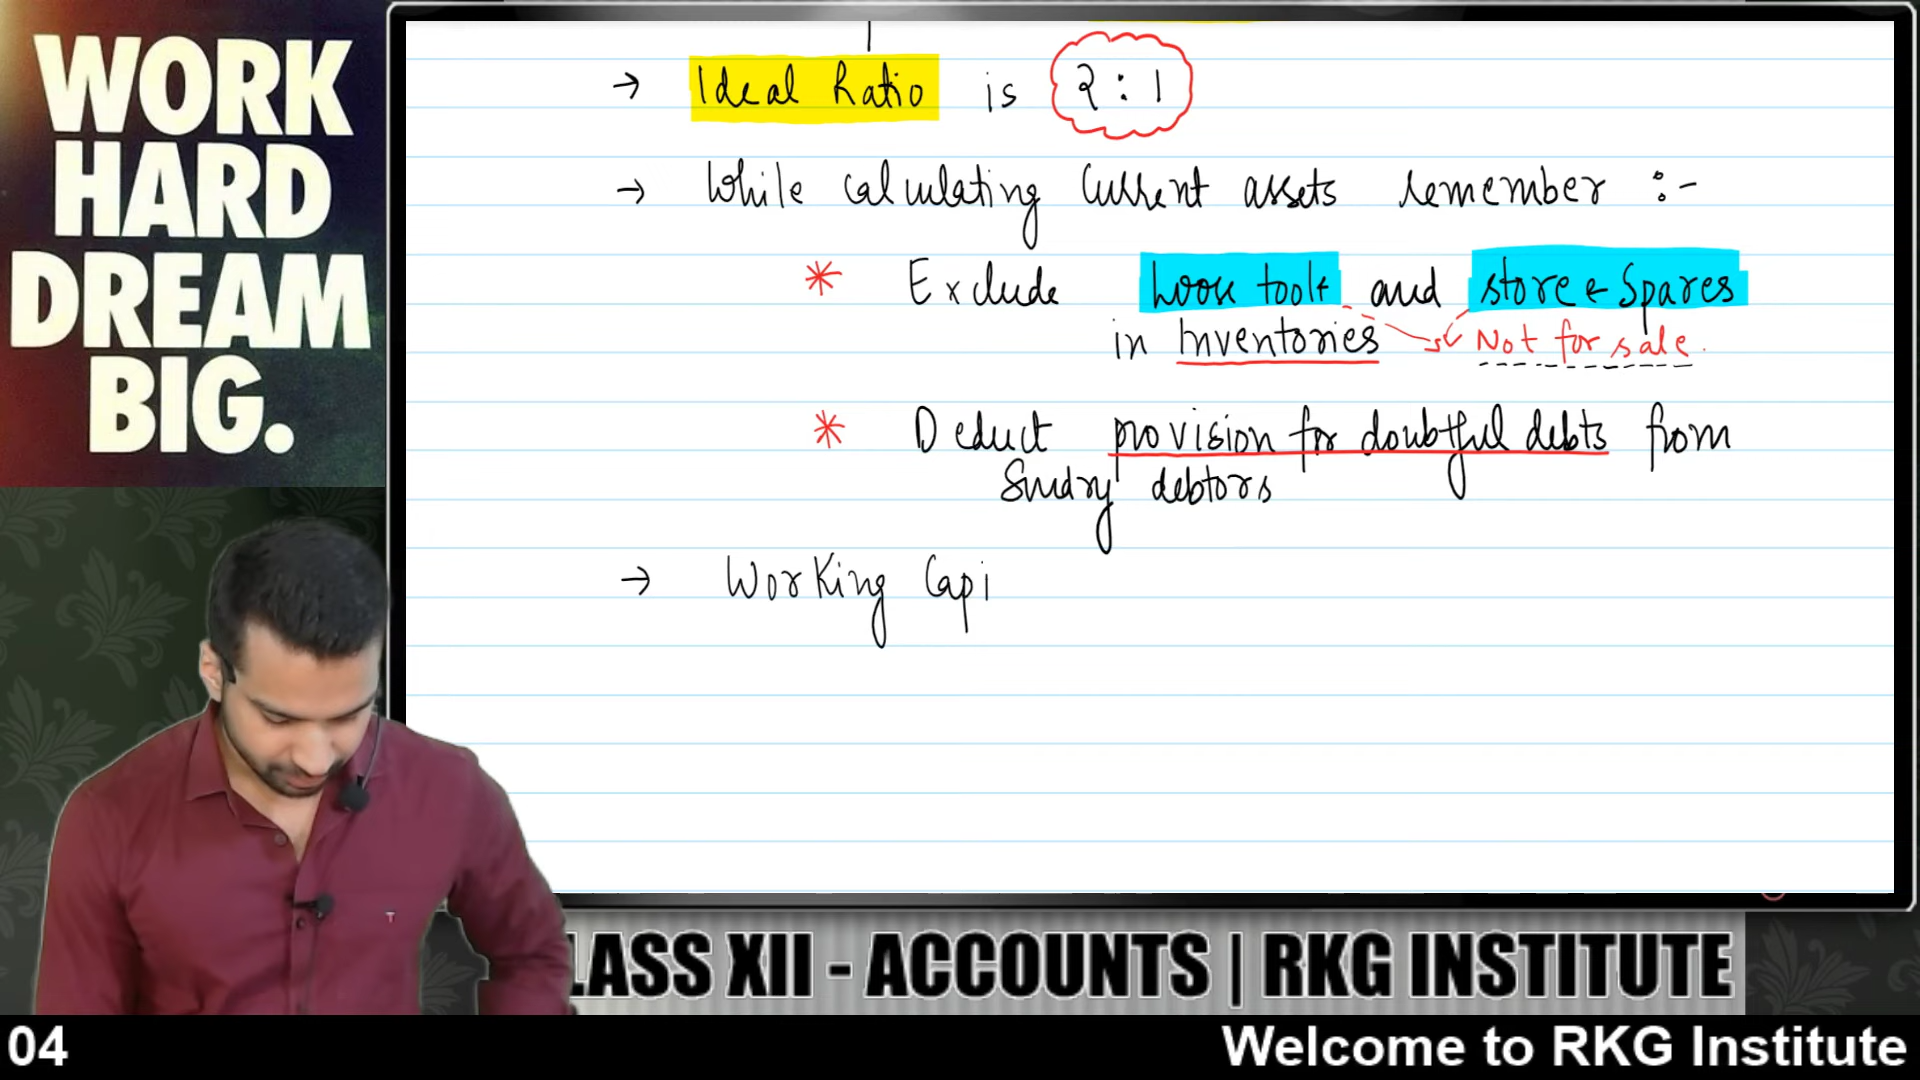 WORK
HARD
DREAM
BIG.
→ Ideal Ratio is 2 : 1
→ While calculating Current assets remember :-
* Exclude loose tools and store & Spares
in Inventories Not for sale.
* Deduct provision for doubtful debts from
Sundry debtors
→ Working Capi
LASS XII - ACCOUNTS | RKG INSTITUTE
04
Welcome to RKG Institute